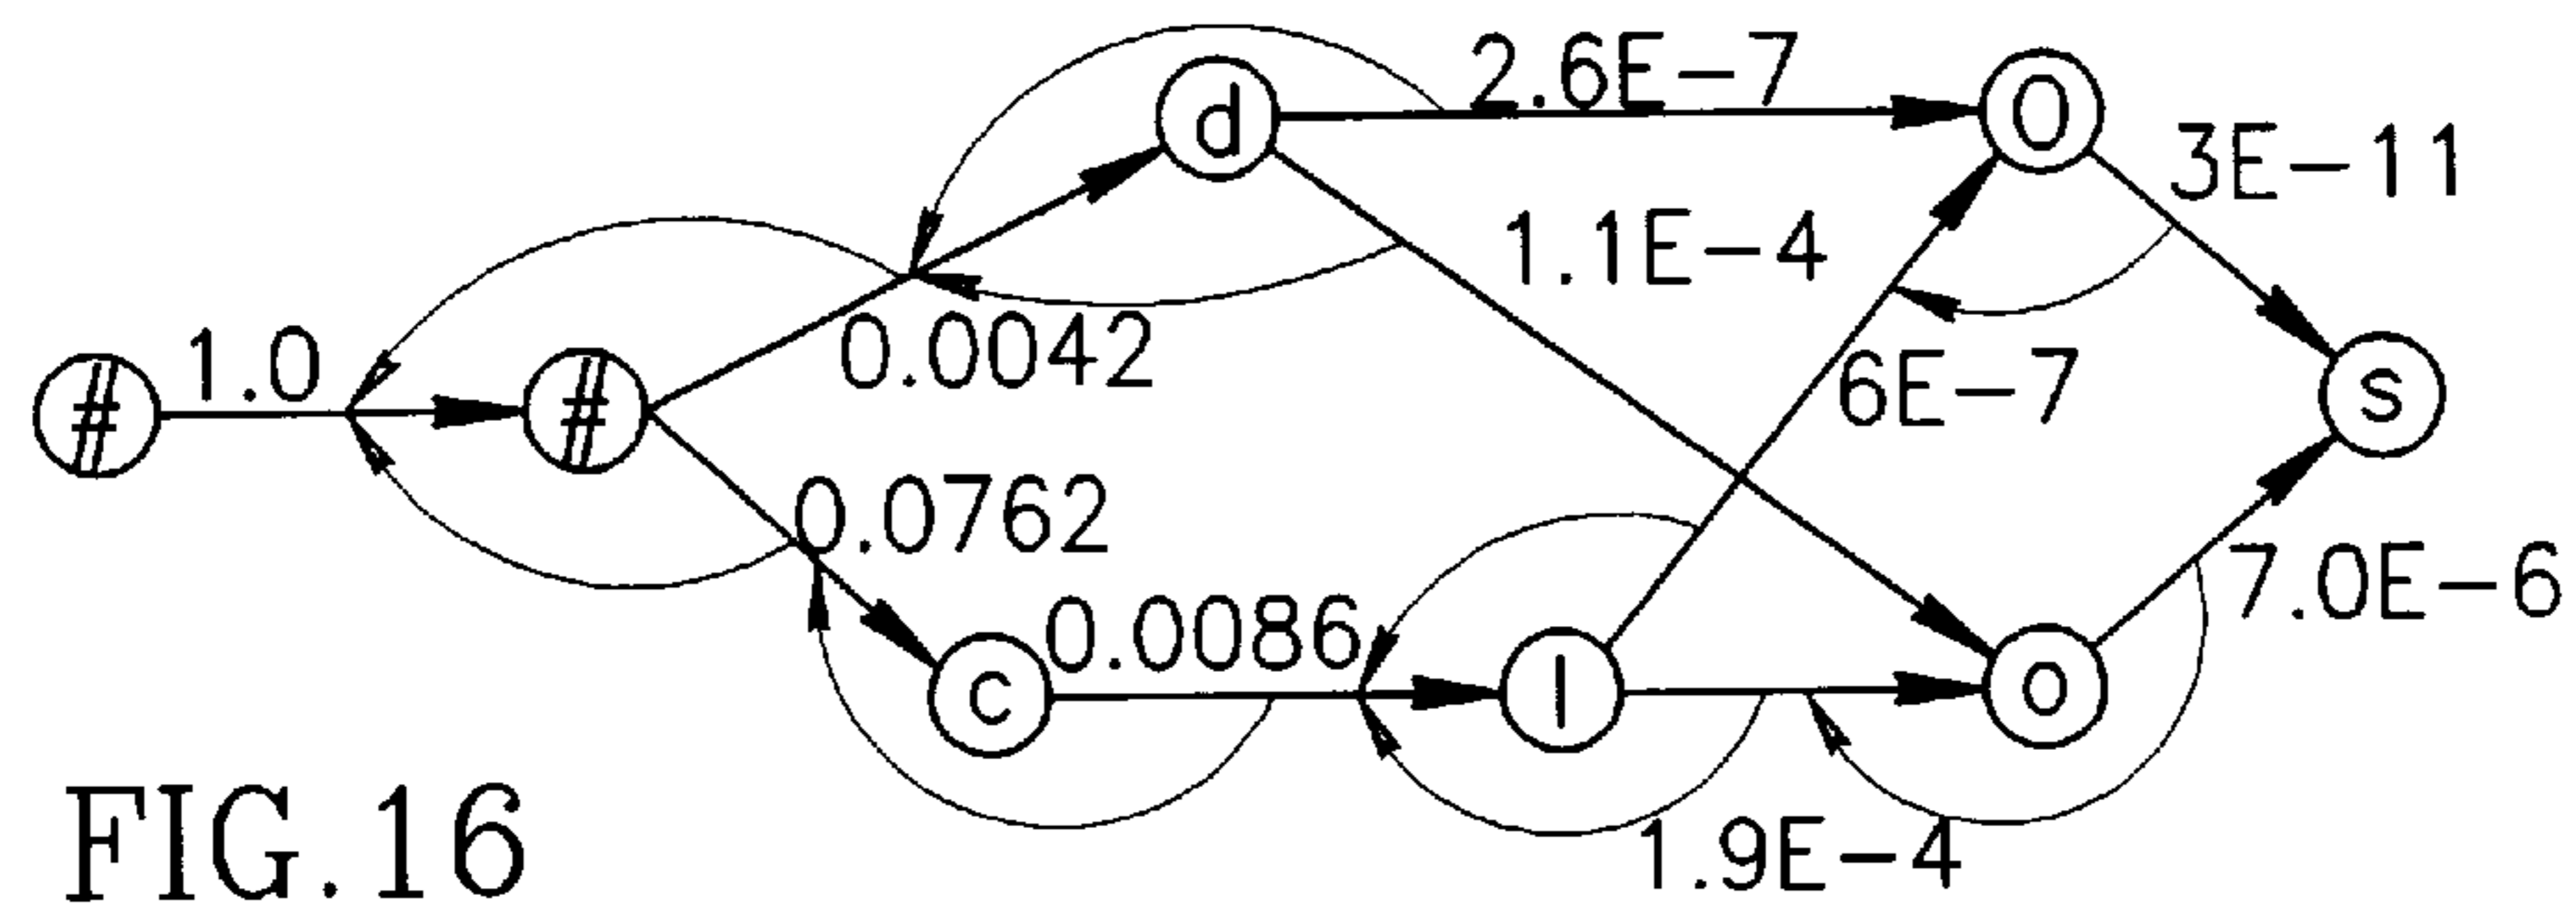 d 2.6E-7 O
3E-11
1.1E-4
# 1.0 # 0.0042 6E-7 s
0.0762
c 0.0086 l o 7.0E-6
1.9E-4
FIG.16